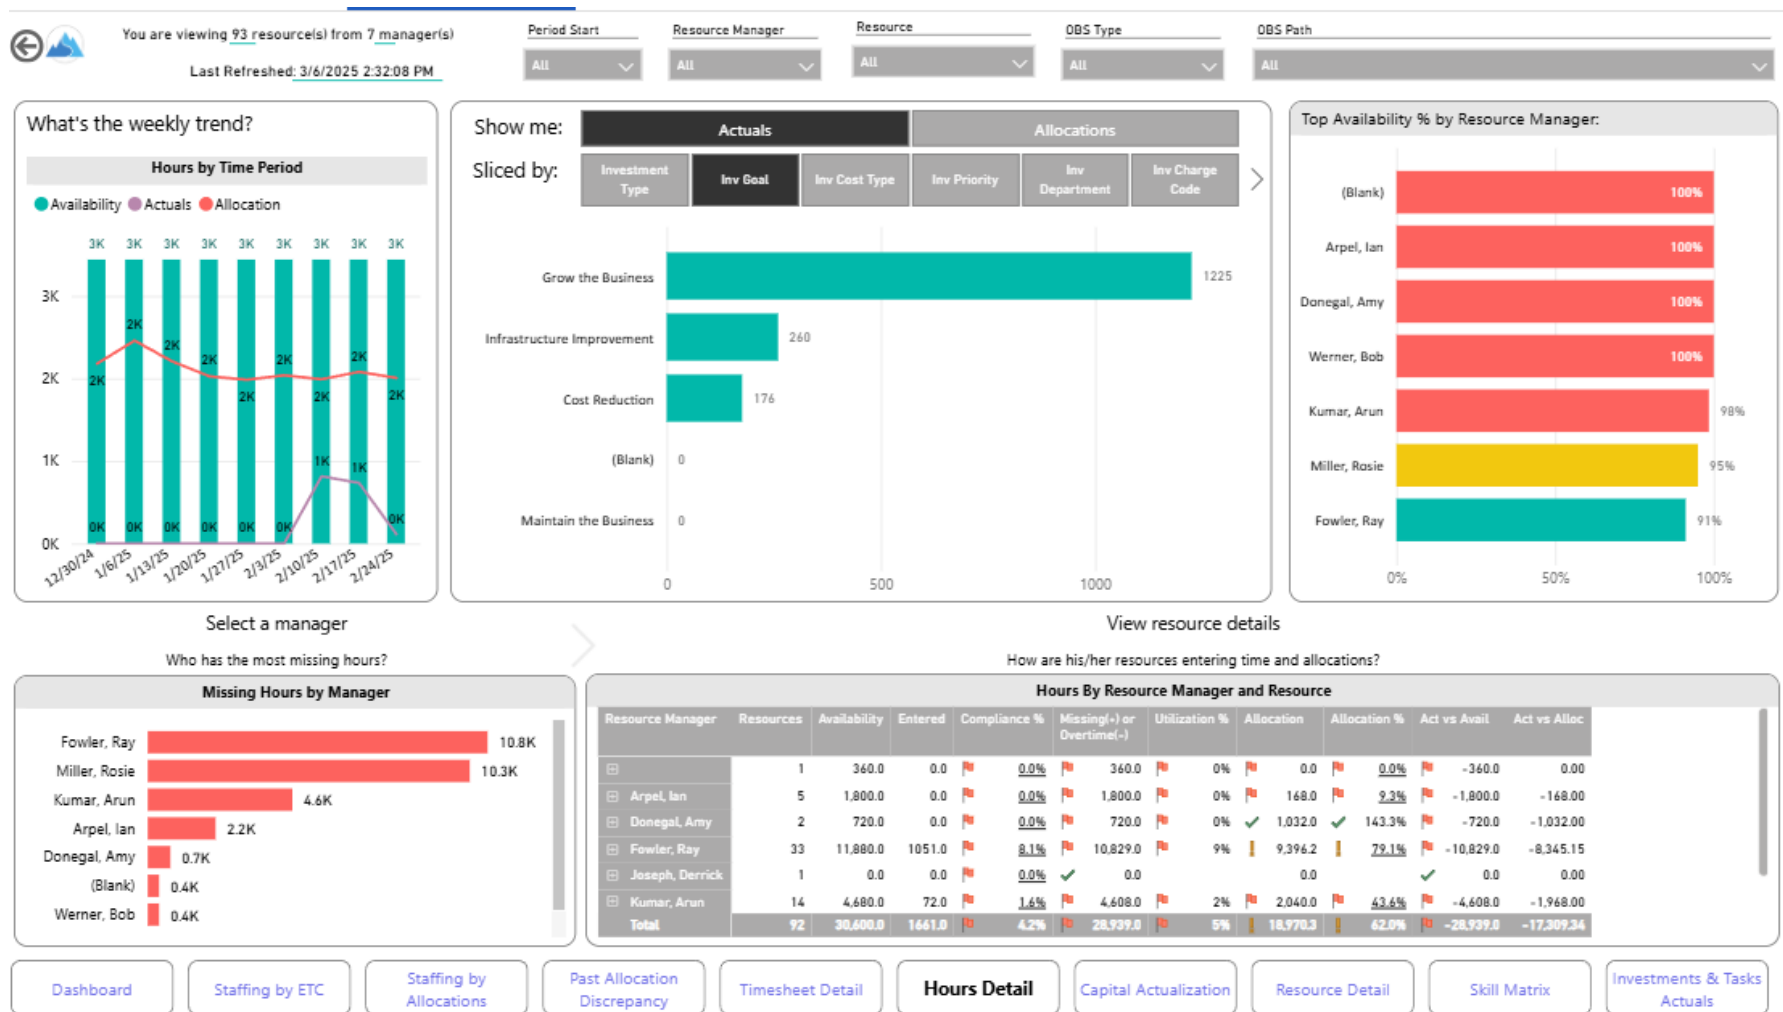 You are viewing 93 resource(s) from 7 manager(s)
Last Refreshed: 3/6/2025 2:32:08 PM
Period Start
All
Resource Manager
All
Resource
All
OBS Type
All
OBS Path
All
What's the weekly trend?
Hours by Time Period
Availability Actuals Allocation
3K 3K 3K 3K 3K 3K 3K 3K 3K
3K
2K
1K
0K
2K 2K 2K 2K 2K 2K 2K 2K 2K
0K 0K 0K 0K 0K 0K 1K 1K 0K
12/30/24 1/6/25 1/13/25 1/20/25 1/27/25 2/3/25 2/10/25 2/17/25 2/24/25
Show me:
Actuals
Allocations
Sliced by:
Investment Type
Inv Goal
Inv Cost Type
Inv Priority
Inv Department
Inv Charge Code
Grow the Business 1225
Infrastructure Improvement 260
Cost Reduction 176
(Blank) 0
Maintain the Business 0
0 500 1000
Top Availability % by Resource Manager:
(Blank) 100%
Arpel, Ian 100%
Donegal, Amy 100%
Werner, Bob 100%
Kumar, Arun 98%
Miller, Rosie 95%
Fowler, Ray 91%
0% 50% 100%
Select a manager
Who has the most missing hours?
Missing Hours by Manager
Fowler, Ray 10.8K
Miller, Rosie 10.3K
Kumar, Arun 4.6K
Arpel, Ian 2.2K
Donegal, Amy 0.7K
(Blank) 0.4K
Werner, Bob 0.4K
View resource details
How are his/her resources entering time and allocations?
Hours By Resource Manager and Resource
Resource Manager Resources Availability Entered Compliance % Missing(+) or Overtime(-) Utilization % Allocation Allocation % Act vs Avail Act vs Alloc
1 360.0 0.0 0.0% 360.0 0% 0.0 0.0% -360.0 0.00
Arpel, Ian 5 1,800.0 0.0 0.0% 1,800.0 0% 168.0 9.3% -1,800.0 -168.00
Donegal, Amy 2 720.0 0.0 0.0% 720.0 0% 1,032.0 143.3% -720.0 -1,032.00
Fowler, Ray 33 11,880.0 1051.0 8.1% 10,829.0 9% 9,396.2 79.1% -10,829.0 -8,345.15
Joseph, Derrick 1 0.0 0.0 0.0% 0.0 0.0 0.0 0.00
Kumar, Arun 14 4,680.0 72.0 1.6% 4,608.0 2% 2,040.0 43.6% -4,608.0 -1,968.00
Total 92 30,600.0 1661.0 4.2% 28,939.0 5% 18,970.3 62.0% -28,939.0 -17,309.34
Dashboard
Staffing by ETC
Staffing by Allocations
Past Allocation Discrepancy
Timesheet Detail
Hours Detail
Capital Actualization
Resource Detail
Skill Matrix
Investments & Tasks Actuals